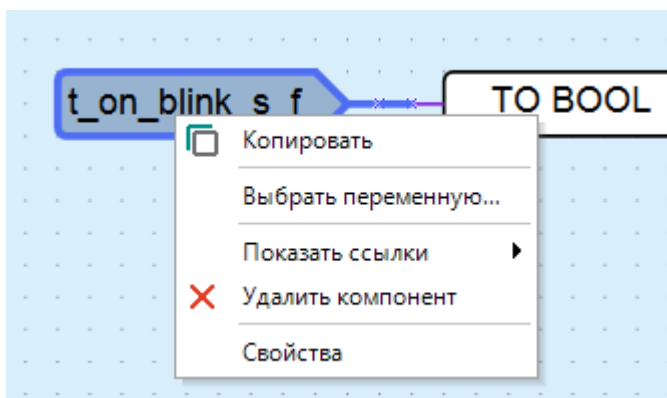 t_on_blink_s_f
TO BOOL
Копировать
Выбрать переменную...
Показать ссылки
Удалить компонент
Свойства